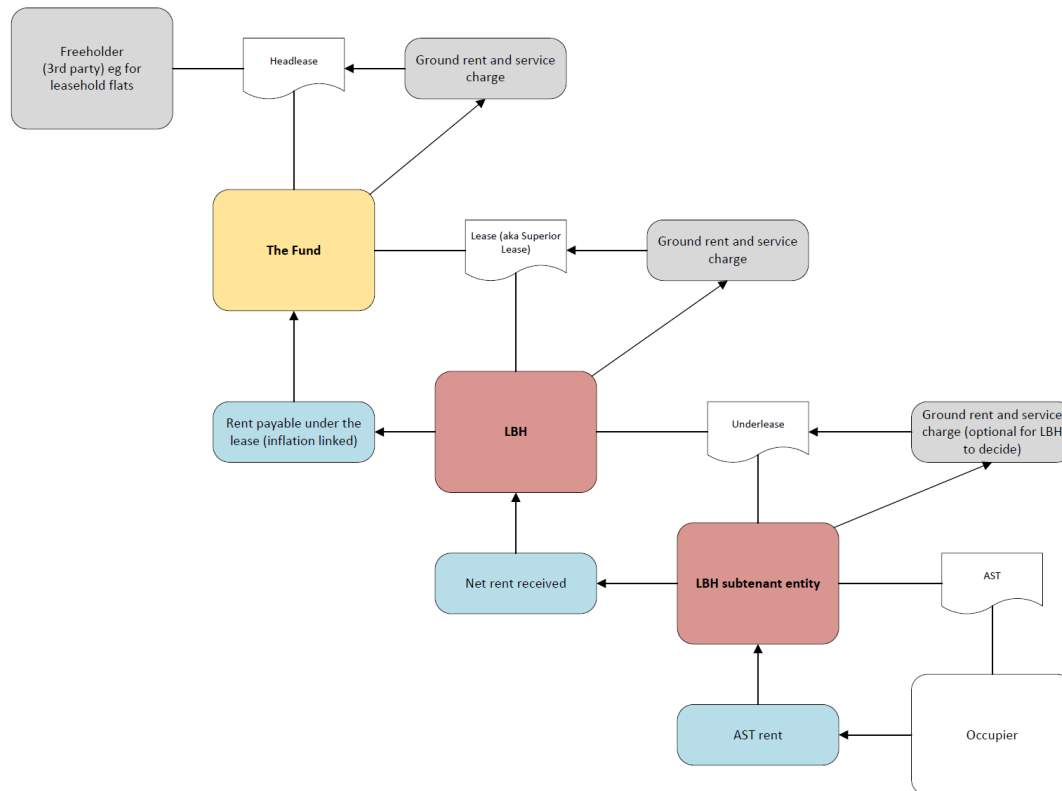 Freeholder
(3rd party) eg for
leasehold flats
Headlease
Ground rent and service
charge
The Fund
Lease (aka Superior
Lease)
Ground rent and service
charge
Rent payable under the
lease (inflation linked)
LBH
Underlease
Ground rent and service
charge (optional for LBH
to decide)
Net rent received
LBH subtenant entity
AST
AST rent
Occupier